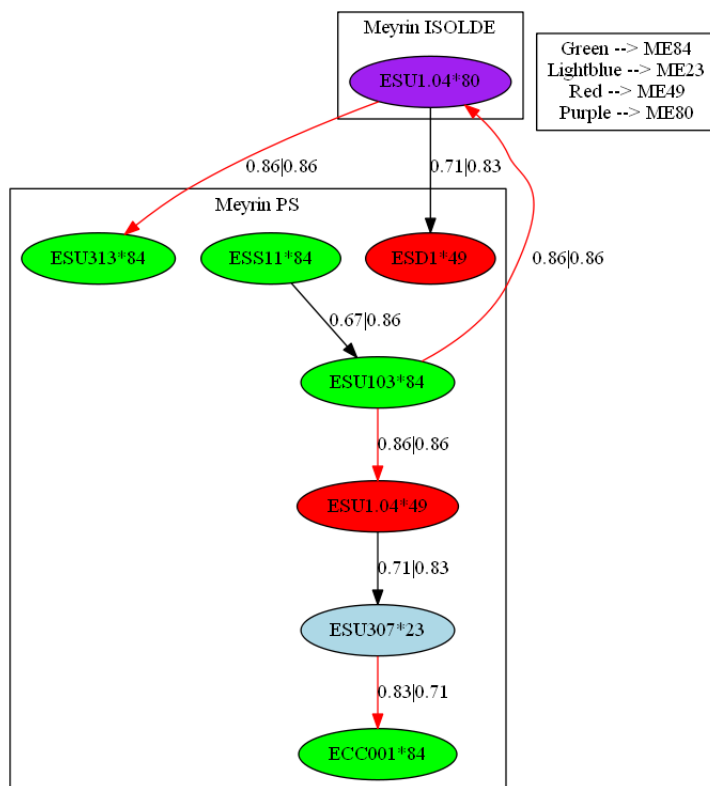 Meyrin ISOLDE
ESU1.04*80
Green --> ME84
Lightblue --> ME23
Red --> ME49
Purple --> ME80
0.86|0.86
0.71|0.83
Meyrin PS
ESU313*84
ESS11*84
ESD1*49
0.86|0.86
0.67|0.86
ESU103*84
0.86|0.86
ESU1.04*49
0.71|0.83
ESU307*23
0.83|0.71
ECC001*84